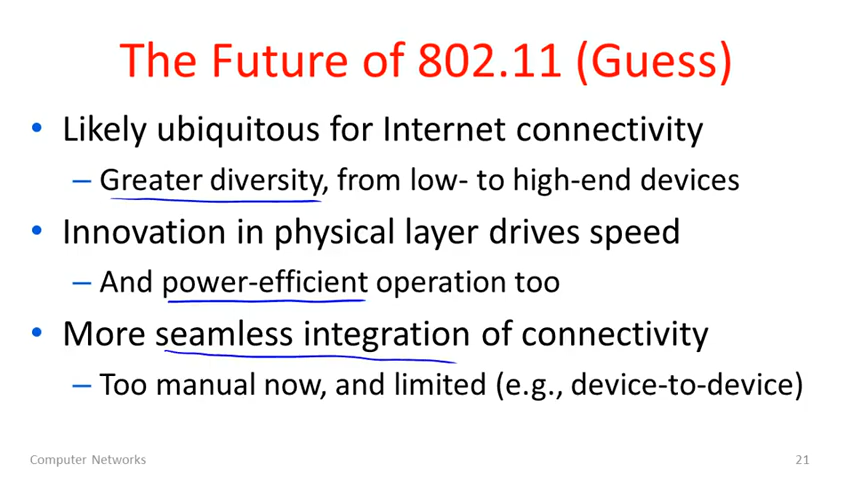 The Future of 802.11 (Guess)
• Likely ubiquitous for Internet connectivity
– Greater diversity, from low- to high-end devices
• Innovation in physical layer drives speed
– And power-efficient operation too
• More seamless integration of connectivity
– Too manual now, and limited (e.g., device-to-device)
Computer Networks 21